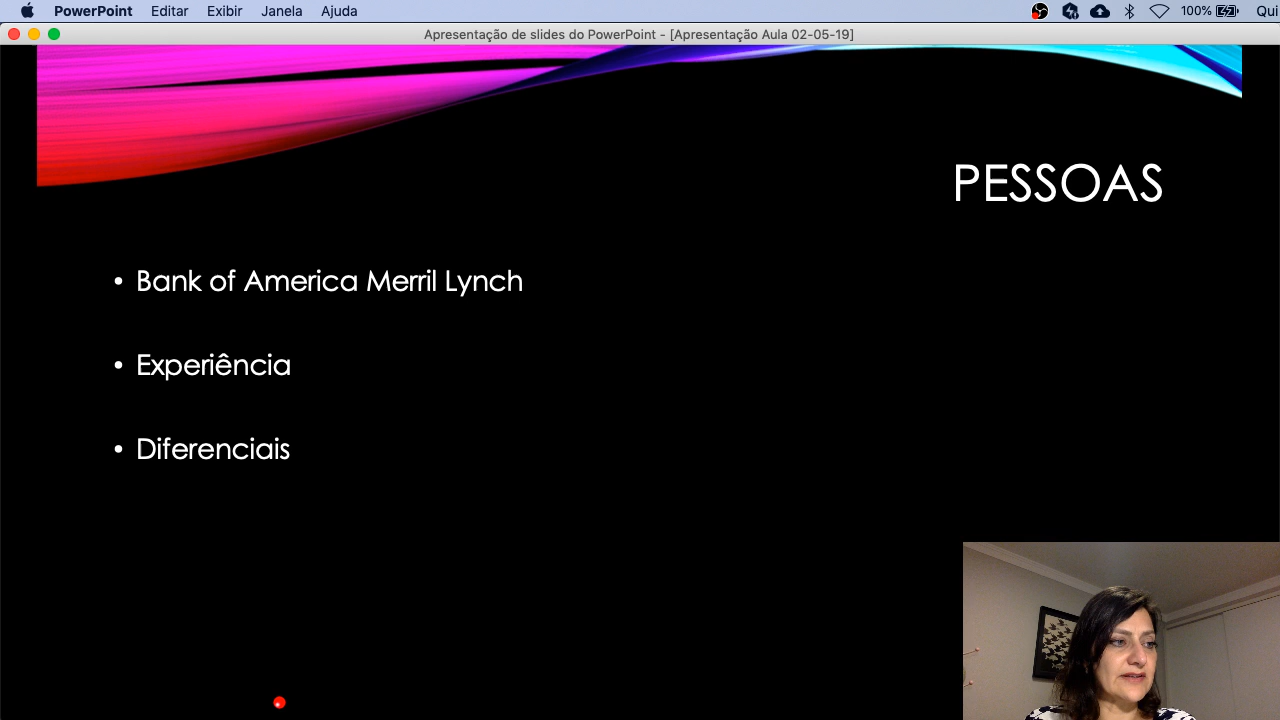 PowerPoint Editar Exibir Janela Ajuda 100% Qui
Apresentação de slides do PowerPoint - [Apresentação Aula 02-05-19]
PESSOAS
• Bank of America Merril Lynch
• Experiência
• Diferenciais